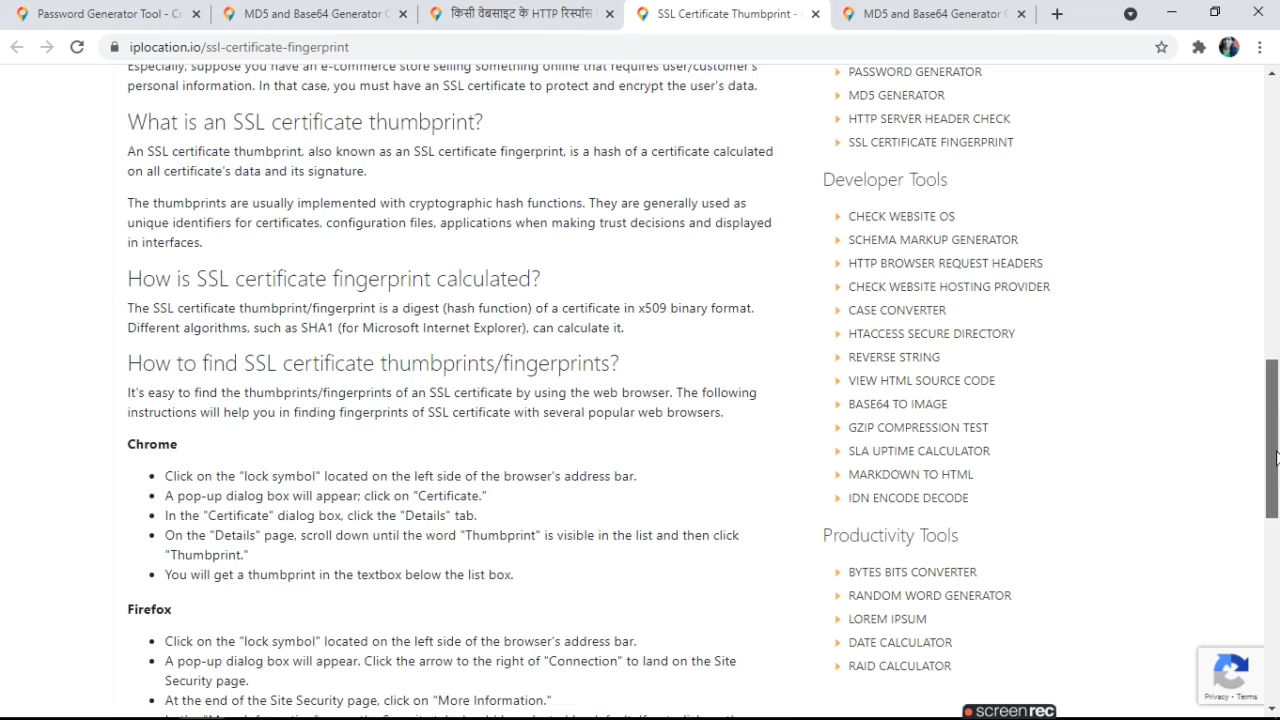 Password Generator Tool - Cr
MD5 and Base64 Generator C
किसी वेबसाइट के HTTP रिस्पांस
SSL Certificate Thumbprint -
MD5 and Base64 Generator C
iplocation.io/ssl-certificate-fingerprint
Especially, suppose you have an e-commerce store selling something online that requires user/customer's
personal information. In that case, you must have an SSL certificate to protect and encrypt the user's data.
What is an SSL certificate thumbprint?
An SSL certificate thumbprint, also known as an SSL certificate fingerprint, is a hash of a certificate calculated
on all certificate's data and its signature.
The thumbprints are usually implemented with cryptographic hash functions. They are generally used as
unique identifiers for certificates, configuration files, applications when making trust decisions and displayed
in interfaces.
How is SSL certificate fingerprint calculated?
The SSL certificate thumbprint/fingerprint is a digest (hash function) of a certificate in x509 binary format.
Different algorithms, such as SHA1 (for Microsoft Internet Explorer), can calculate it.
How to find SSL certificate thumbprints/fingerprints?
It's easy to find the thumbprints/fingerprints of an SSL certificate by using the web browser. The following
instructions will help you in finding fingerprints of SSL certificate with several popular web browsers.
Chrome
Click on the "lock symbol" located on the left side of the browser's address bar.
A pop-up dialog box will appear; click on "Certificate."
In the "Certificate" dialog box, click the "Details" tab.
On the "Details" page, scroll down until the word "Thumbprint" is visible in the list and then click
"Thumbprint."
You will get a thumbprint in the textbox below the list box.
Firefox
Click on the "lock symbol" located on the left side of the browser's address bar.
A pop-up dialog box will appear. Click the arrow to the right of "Connection" to land on the Site
Security page.
At the end of the Site Security page, click on "More Information. "
PASSWORD GENERATOR
MD5 GENERATOR
HTTP SERVER HEADER CHECK
SSL CERTIFICATE FINGERPRINT
Developer Tools
CHECK WEBSITE OS
SCHEMA MARKUP GENERATOR
HTTP BROWSER REQUEST HEADERS
CHECK WEBSITE HOSTING PROVIDER
CASE CONVERTER
HTACCESS SECURE DIRECTORY
REVERSE STRING
VIEW HTML SOURCE CODE
BASE64 TO IMAGE
GZIP COMPRESSION TEST
SLA UPTIME CALCULATOR
MARKDOWN TO HTML
IDN ENCODE DECODE
Productivity Tools
BYTES BITS CONVERTER
RANDOM WORD GENERATOR
LOREM IPSUM
DATE CALCULATOR
RAID CALCULATOR
Privacy - Terms
screenrec